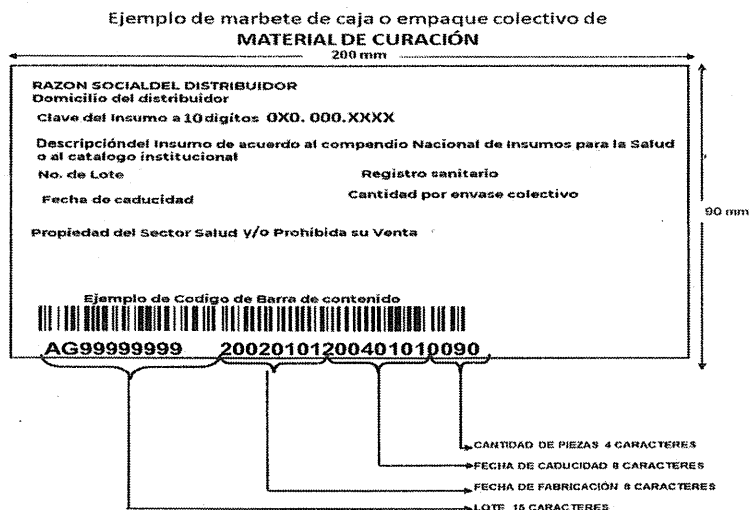 Ejemplo de marbete de caja o empaque colectivo de
MATERIAL DE CURACIÓN
200 mm
RAZON SOCIALDEL DISTRIBUIDOR
Domicilio del distribuidor
Clave del Insumo a 10 digitos 0X0. 000.XXXX
Descripcióndel Insumo de acuerdo al compendio Nacional de Insumos para la Salud
o al catalogo institucional
No. de Lote Registro sanitario
Fecha de caducidad Cantidad por envase colectivo
90 mm
Propiedad del Sector Salud y/o Prohibida su Venta
Ejemplo de Codigo de Barra de contenido
AG99999999 20020101200401010090
CANTIDAD DE PIEZAS 4 CARACTERES
FECHA DE CADUCIDAD 8 CARACTERES
FECHA DE FABRICACIÓN 8 CARACTERES
LOTE 15 CARACTERES